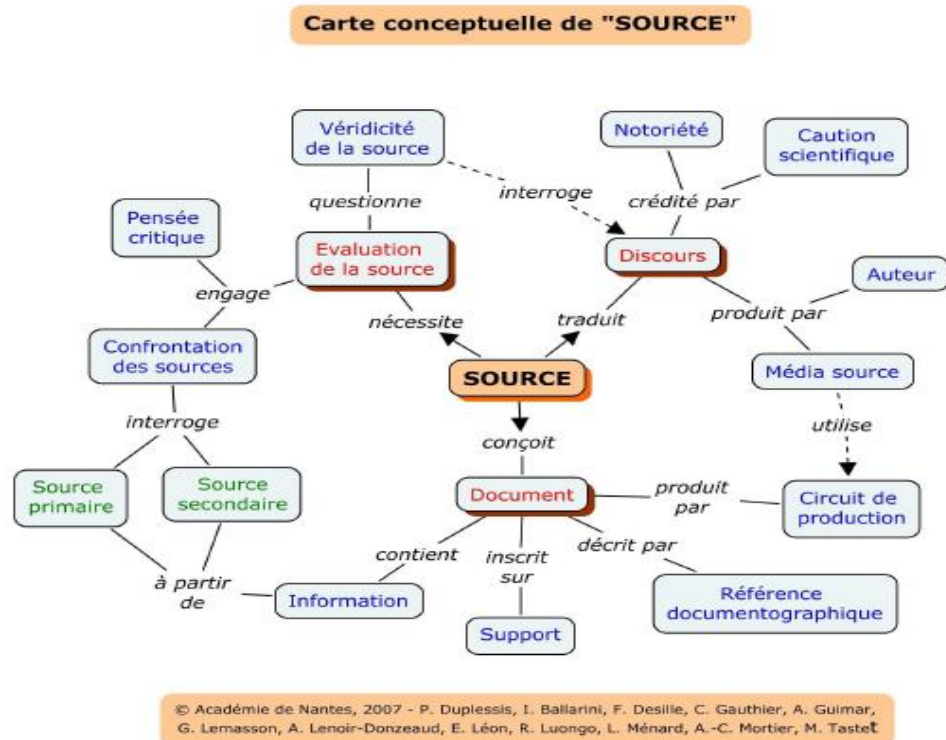 Carte conceptuelle de "SOURCE"
Véridicité
de la source
Notoriété
Caution
scientifique
interroge
questionne
crédité par
Pensée
critique
Evaluation
de la source
Discours
Auteur
engage
nécessite
traduit
produit par
Confrontation
des sources
SOURCE
Média source
interroge
conçoit
utilise
Source
primaire
Source
secondaire
Document
produit
par
Circuit de
production
contient
inscrit
sur
décrit par
à partir
de
Information
Support
Référence
documentographique
© Académie de Nantes, 2007 - P. Duplessis, I. Ballarini, F. Desille, C. Gauthier, A. Guimar,
G. Lemasson, A. Lenoir-Donzeaud, E. Léon, R. Luongo, L. Ménard, A.-C. Mortier, M. Tastet